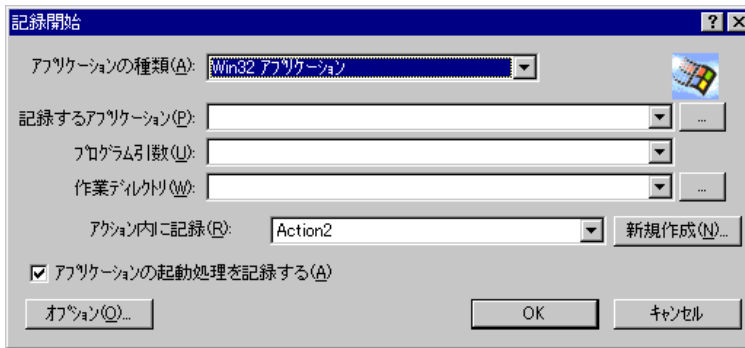 記録開始
アプリケーションの種類(A): Win32 アプリケーション
記録するアプリケーション(P): ...
プログラム引数(U):
作業ディレクトリ(W): ...
アクション内に記録(R): Action2 新規作成(N)...
アプリケーションの起動処理を記録する(A)
オプション(O)... OK キャンセル